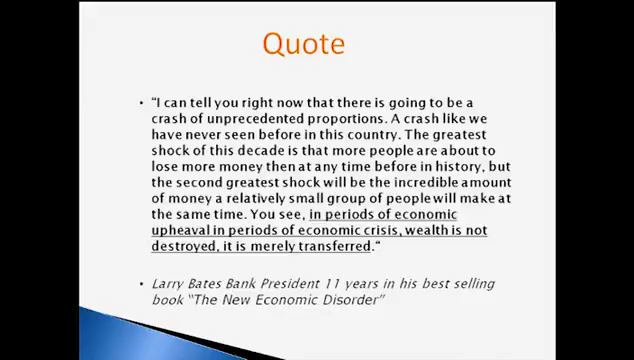 Quote
• "I can tell you right now that there is going to be a
crash of unprecedented proportions. A crash like we
have never seen before in this country. The greatest
shock of this decade is that more people are about to
lose more money then at any time before in history, but
the second greatest shock will be the incredible amount
of money a relatively small group of people will make at
the same time. You see, in periods of economic
upheaval in periods of economic crisis, wealth is not
destroyed, it is merely transferred."
• Larry Bates Bank President 11 years in his best selling
book "The New Economic Disorder"